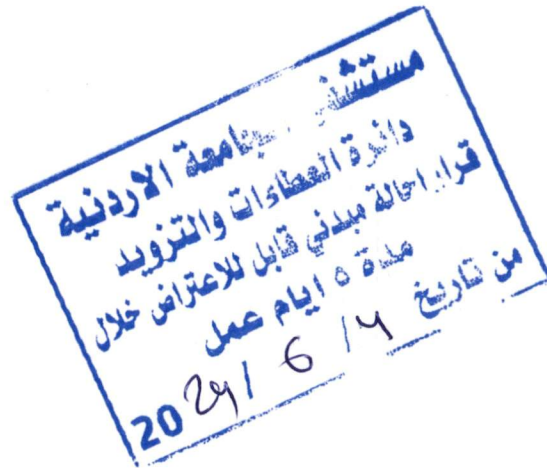 مستشفى الجامعة الاردنية
دائرة العطاءات والتزويد
قرار احالة مبدئي قابل للاعتراض خلال
مدة ٥ ايام عمل
من تاريخ 4 / 6 / 2024